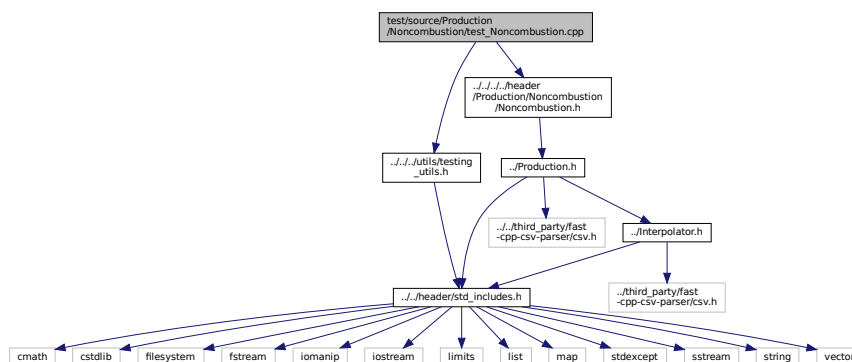 test/source/Production
/Noncombustion/test_Noncombustion.cpp
../../../../header
/Production/Noncombustion
/Noncombustion.h
../../../utils/testing
_utils.h
../Production.h
../../third_party/fast
-cpp-csv-parser/csv.h
../Interpolator.h
../third_party/fast
-cpp-csv-parser/csv.h
../../header/std_includes.h
cmath
cstdlib
filesystem
fstream
iomanip
iostream
limits
list
map
stdexcept
sstream
string
vector